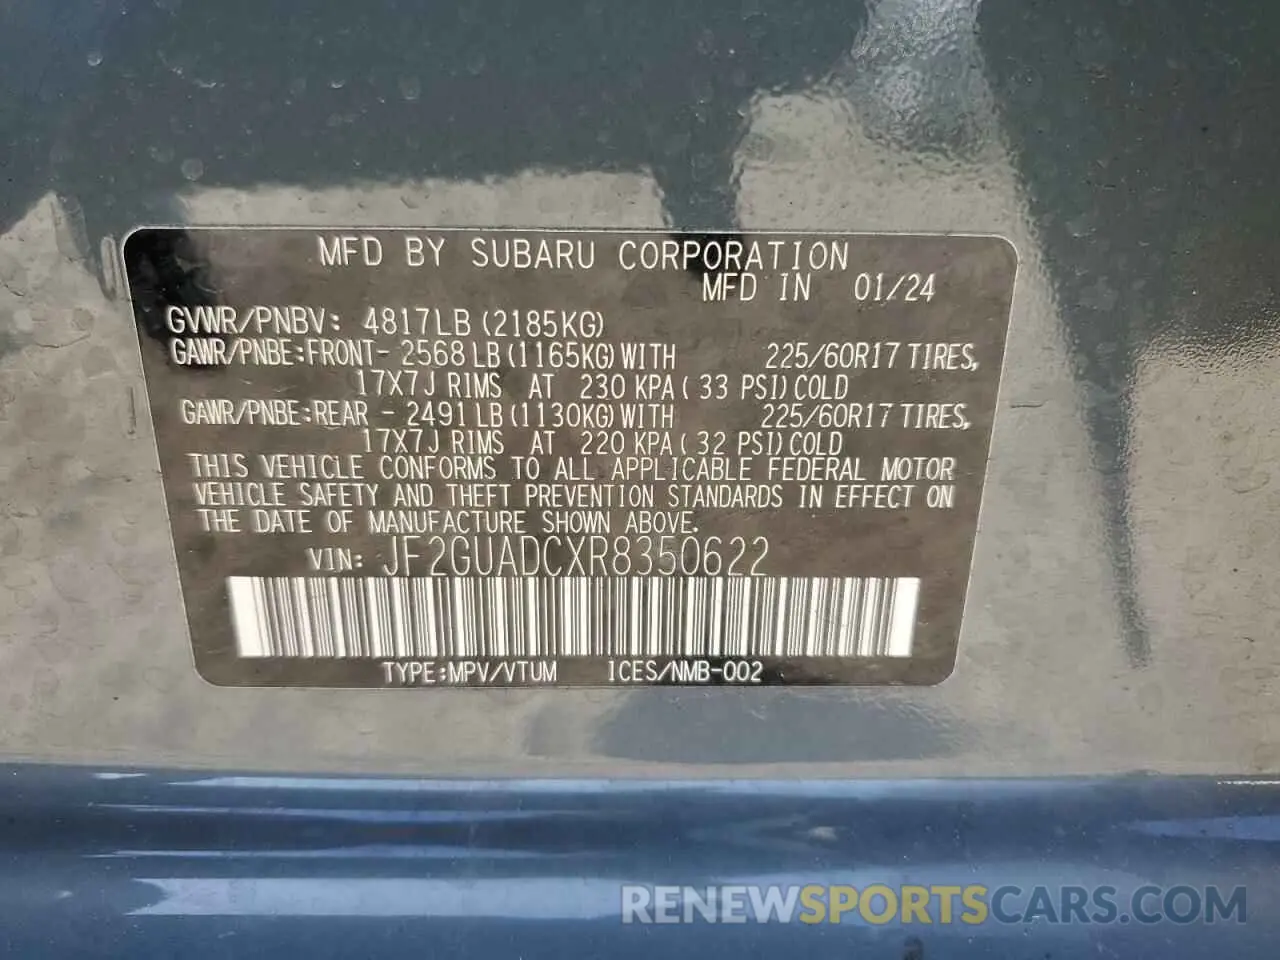 MFD BY SUBARU CORPORATION
MFD IN 01/24
GVWR/PNBV: 4817LB (2185KG)
GAWR/PNBE:FRONT- 2568 LB (1165KG) WITH 225/60R17 TIRES,
17X7J RIMS AT 230 KPA ( 33 PSI) COLD
GAWR/PNBE:REAR - 2491 LB (1130KG) WITH 225/60R17 TIRES,
17X7J RIMS AT 220 KPA ( 32 PSI) COLD
THIS VEHICLE CONFORMS TO ALL APPLICABLE FEDERAL MOTOR
VEHICLE SAFETY AND THEFT PREVENTION STANDARDS IN EFFECT ON
THE DATE OF MANUFACTURE SHOWN ABOVE.
VIN: JF2GUADCXR8350622
TYPE:MPV/VTUM ICES/NMB-002
RENEWSPORTSCARS.COM